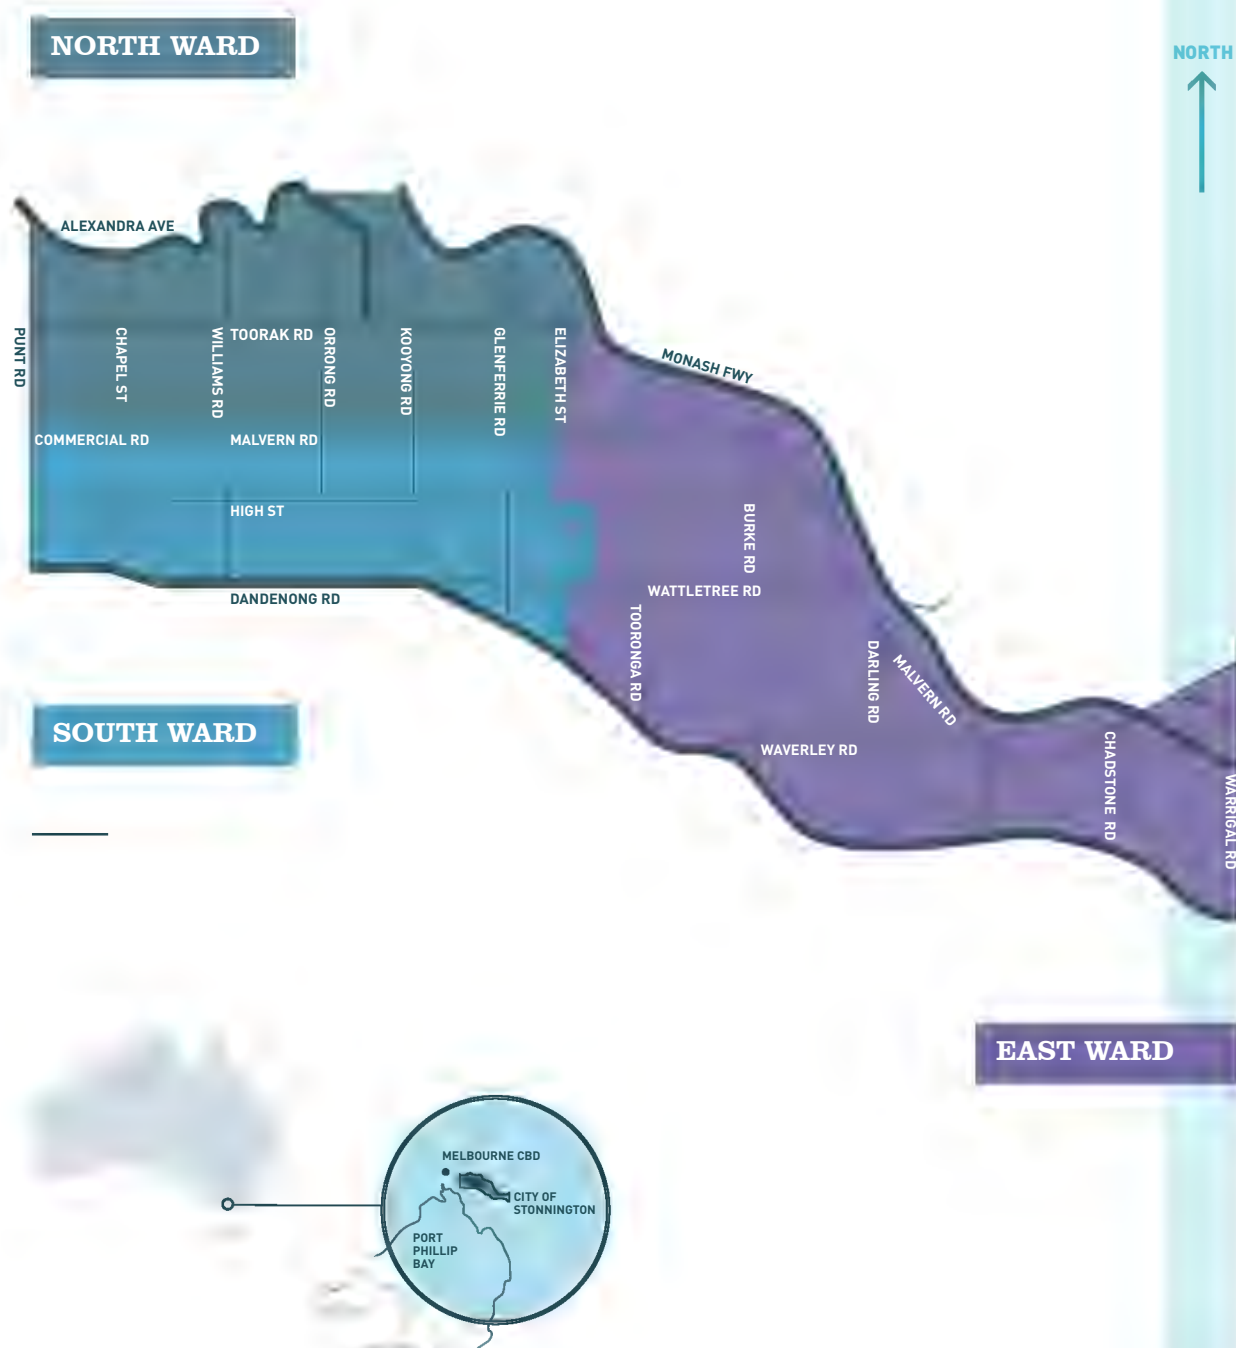 NORTH WARD
NORTH
ALEXANDRA AVE
PUNT RD
CHAPEL ST
WILLIAMS RD
TOORAK RD
ORRONG RD
KOOYONG RD
GLENFERRIE RD
ELIZABETH ST
MONASH FWY
COMMERCIAL RD
MALVERN RD
HIGH ST
BURKE RD
WATTLETREE RD
DANDENONG RD
TOORONGA RD
DARLING RD
MALVERN RD
SOUTH WARD
WAVERLEY RD
CHADSTONE RD
WARRIGAL RD
EAST WARD
MELBOURNE CBD
CITY OF
STONNINGTON
PORT
PHILLIP
BAY